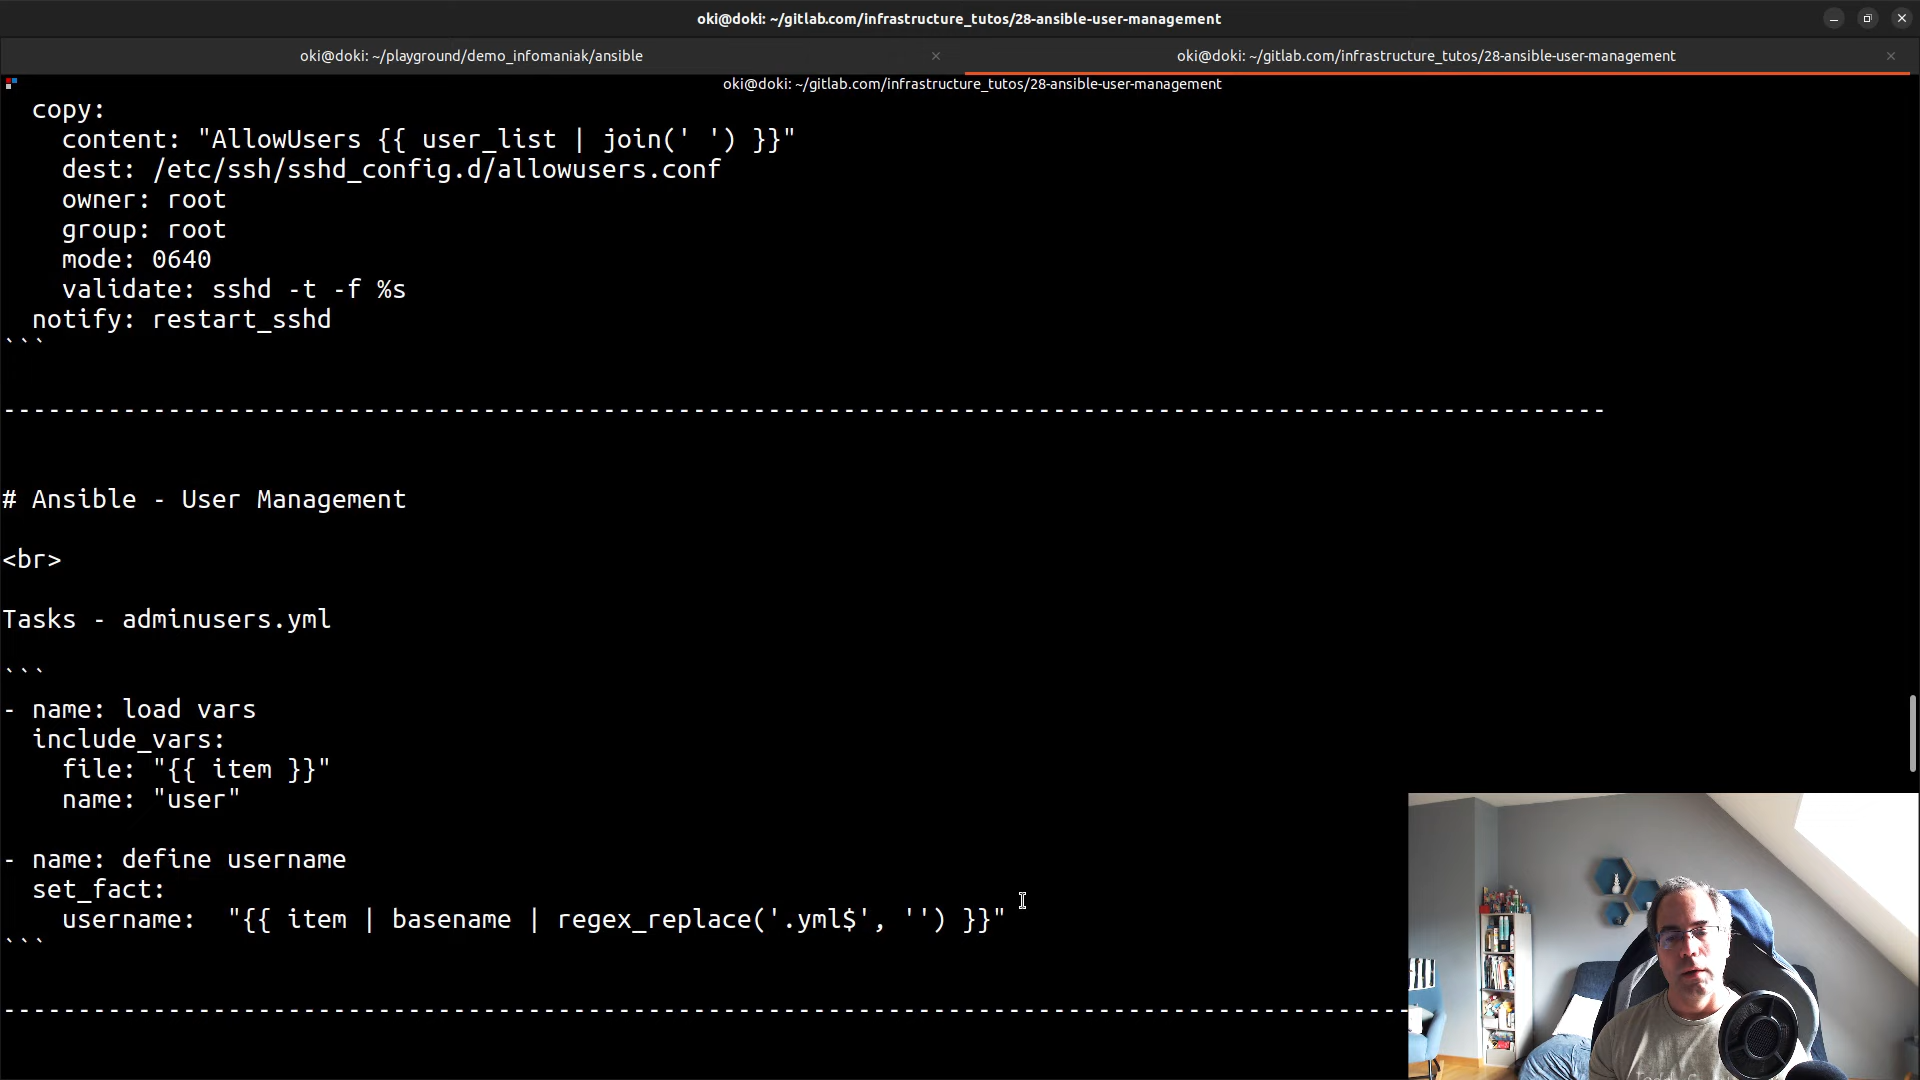 oki@doki: ~/gitlab.com/infrastructure_tutos/28-ansible-user-management
oki@doki: ~/playground/demo_infomaniak/ansible
oki@doki: ~/gitlab.com/infrastructure_tutos/28-ansible-user-management
oki@doki: ~/gitlab.com/infrastructure_tutos/28-ansible-user-management
  copy:
    content: "AllowUsers {{ user_list | join(' ') }}"
    dest: /etc/ssh/sshd_config.d/allowusers.conf
    owner: root
    group: root
    mode: 0640
    validate: sshd -t -f %s
  notify: restart_sshd
```
-----------------------------------------------------------------------------------------------------------
# Ansible - User Management
<br>
Tasks - adminusers.yml
```
- name: load vars
  include_vars:
    file: "{{ item }}"
    name: "user"
- name: define username
  set_fact:
    username:  "{{ item | basename | regex_replace('.yml$', '') }}"
```
----------------------------------------------------------------------------------------------